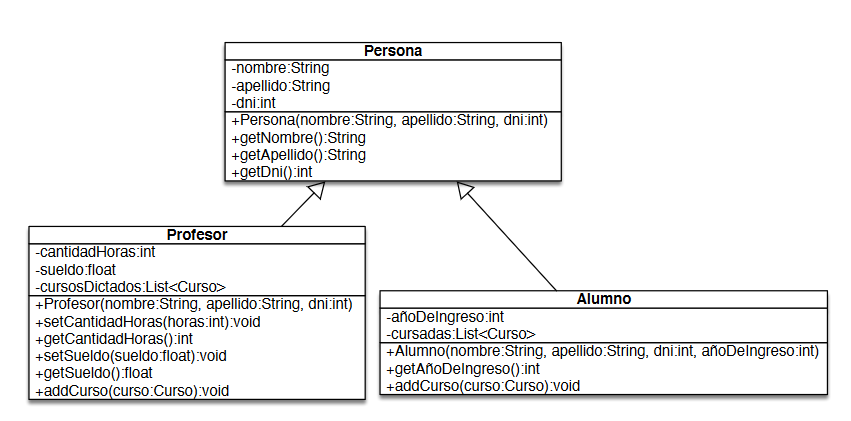 Persona
-nombre:String
-apellido:String
-dni:int
+Persona(nombre:String, apellido:String, dni:int)
+getNombre():String
+getApellido():String
+getDni():int
Profesor
-cantidadHoras:int
-sueldo:float
-cursosDictados:List<Curso>
+Profesor(nombre:String, apellido:String, dni:int)
+setCantidadHoras(horas:int):void
+getCantidadHoras():int
+setSueldo(sueldo:float):void
+getSueldo():float
+addCurso(curso:Curso):void
Alumno
-añoDeIngreso:int
-cursadas:List<Curso>
+Alumno(nombre:String, apellido:String, dni:int, añoDeIngreso:int)
+getAñoDeIngreso():int
+addCurso(curso:Curso):void